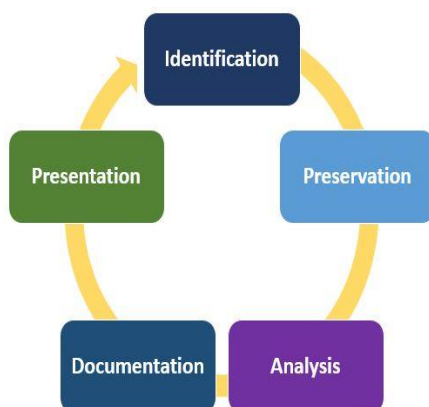 Identification
Preservation
Analysis
Documentation
Presentation